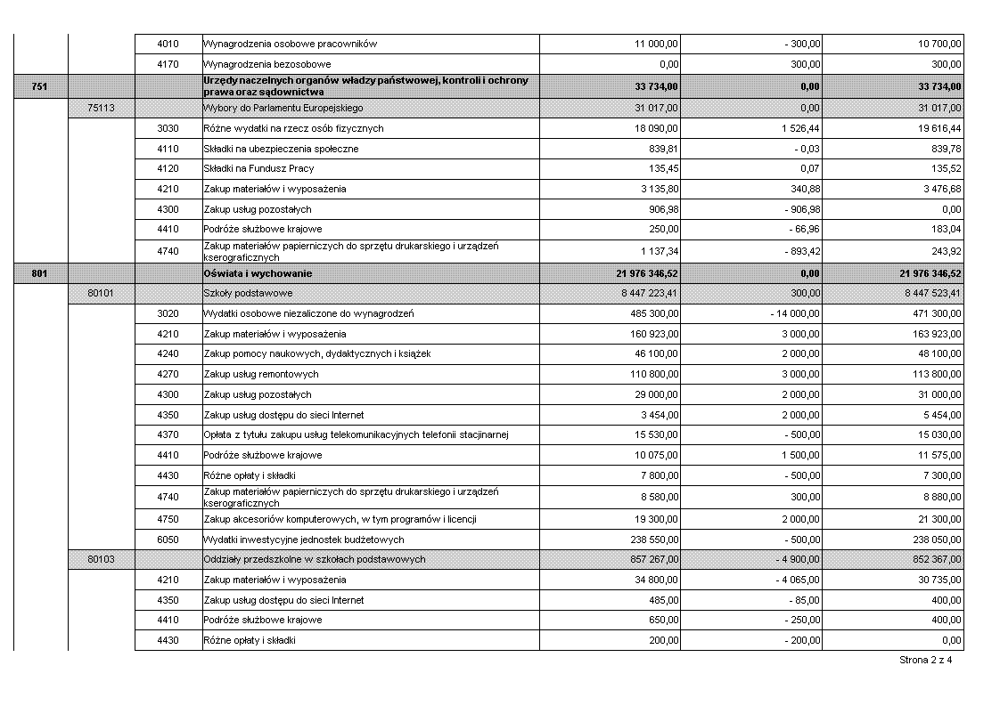 4010 Wynagrodzenia osobowe pracowników 11 000,00 - 300,00 10 700,00
4170 Wynagrodzenia bezosobowe 0,00 300,00 300,00
751 Urzędy naczelnych organów władzy państwowej, kontroli i ochrony
prawa oraz sądownictwa 33 734,00 0,00 33 734,00
75113 Wybory do Parlamentu Europejskiego 31 017,00 0,00 31 017,00
3030 Różne wydatki na rzecz osób fizycznych 18 090,00 1 526,44 19 616,44
4110 Składki na ubezpieczenia społeczne 839,81 - 0,03 839,78
4120 Składki na Fundusz Pracy 135,45 0,07 135,52
4210 Zakup materiałów i wyposażenia 3 135,80 340,88 3 476,68
4300 Zakup usług pozostałych 906,98 - 906,98 0,00
4410 Podróże służbowe krajowe 250,00 - 66,96 183,04
4740 Zakup materiałów papierniczych do sprzętu drukarskiego i urządzeń
kserograficznych 1 137,34 - 893,42 243,92
801 Oświata i wychowanie 21 976 346,52 0,00 21 976 346,52
80101 Szkoły podstawowe 8 447 223,41 300,00 8 447 523,41
3020 Wydatki osobowe niezaliczone do wynagrodzeń 485 300,00 - 14 000,00 471 300,00
4210 Zakup materiałów i wyposażenia 160 923,00 3 000,00 163 923,00
4240 Zakup pomocy naukowych, dydaktycznych i książek 46 100,00 2 000,00 48 100,00
4270 Zakup usług remontowych 110 800,00 3 000,00 113 800,00
4300 Zakup usług pozostałych 29 000,00 2 000,00 31 000,00
4350 Zakup usług dostępu do sieci Internet 3 454,00 2 000,00 5 454,00
4370 Opłata z tytułu zakupu usług telekomunikacyjnych telefonii stacjinarnej 15 530,00 - 500,00 15 030,00
4410 Podróże służbowe krajowe 10 075,00 1 500,00 11 575,00
4430 Różne opłaty i składki 7 800,00 - 500,00 7 300,00
4740 Zakup materiałów papierniczych do sprzętu drukarskiego i urządzeń
kserograficznych 8 580,00 300,00 8 880,00
4750 Zakup akcesoriów komputerowych, w tym programów i licencji 19 300,00 2 000,00 21 300,00
6050 Wydatki inwestycyjne jednostek budżetowych 238 550,00 - 500,00 238 050,00
80103 Oddziały przedszkolne w szkołach podstawowych 857 267,00 - 4 900,00 852 367,00
4210 Zakup materiałów i wyposażenia 34 800,00 - 4 065,00 30 735,00
4350 Zakup usług dostępu do sieci Internet 485,00 - 85,00 400,00
4410 Podróże służbowe krajowe 650,00 - 250,00 400,00
4430 Różne opłaty i składki 200,00 - 200,00 0,00
Strona 2 z 4